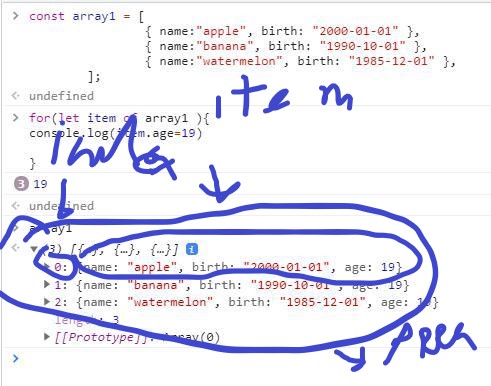 const array1 = [
{ name:"apple", birth: "2000-01-01" },
{ name:"banana", birth: "1990-10-01" },
{ name:"watermelon", birth: "1985-12-01" },
];
undefined
item
for(let item of array1 ){
console.log(item.age=19)
index
}
3 19
undefined
array1
(3) [{…}, {…}, {…}] i
0: {name: "apple", birth: "2000-01-01", age: 19}
1: {name: "banana", birth: "1990-10-01", age: 19}
2: {name: "watermelon", birth: "1985-12-01", age: 19}
length: 3
[[Prototype]]: Array(0)